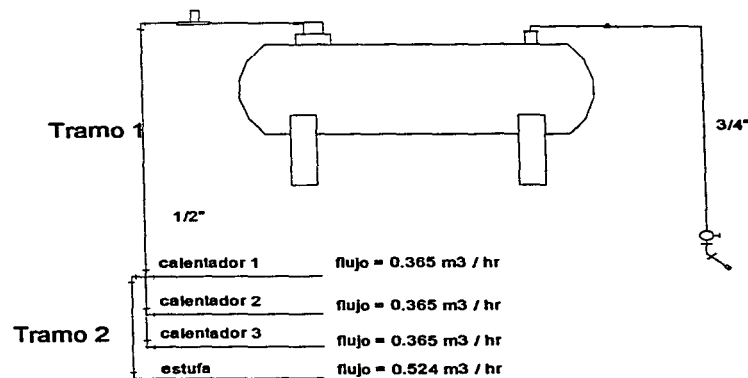 Tramo 1
3/4"
1/2"
calentador 1 flujo = 0.365 m3 / hr
calentador 2 flujo = 0.365 m3 / hr
Tramo 2
calentador 3 flujo = 0.365 m3 / hr
estufa flujo = 0.524 m3 / hr